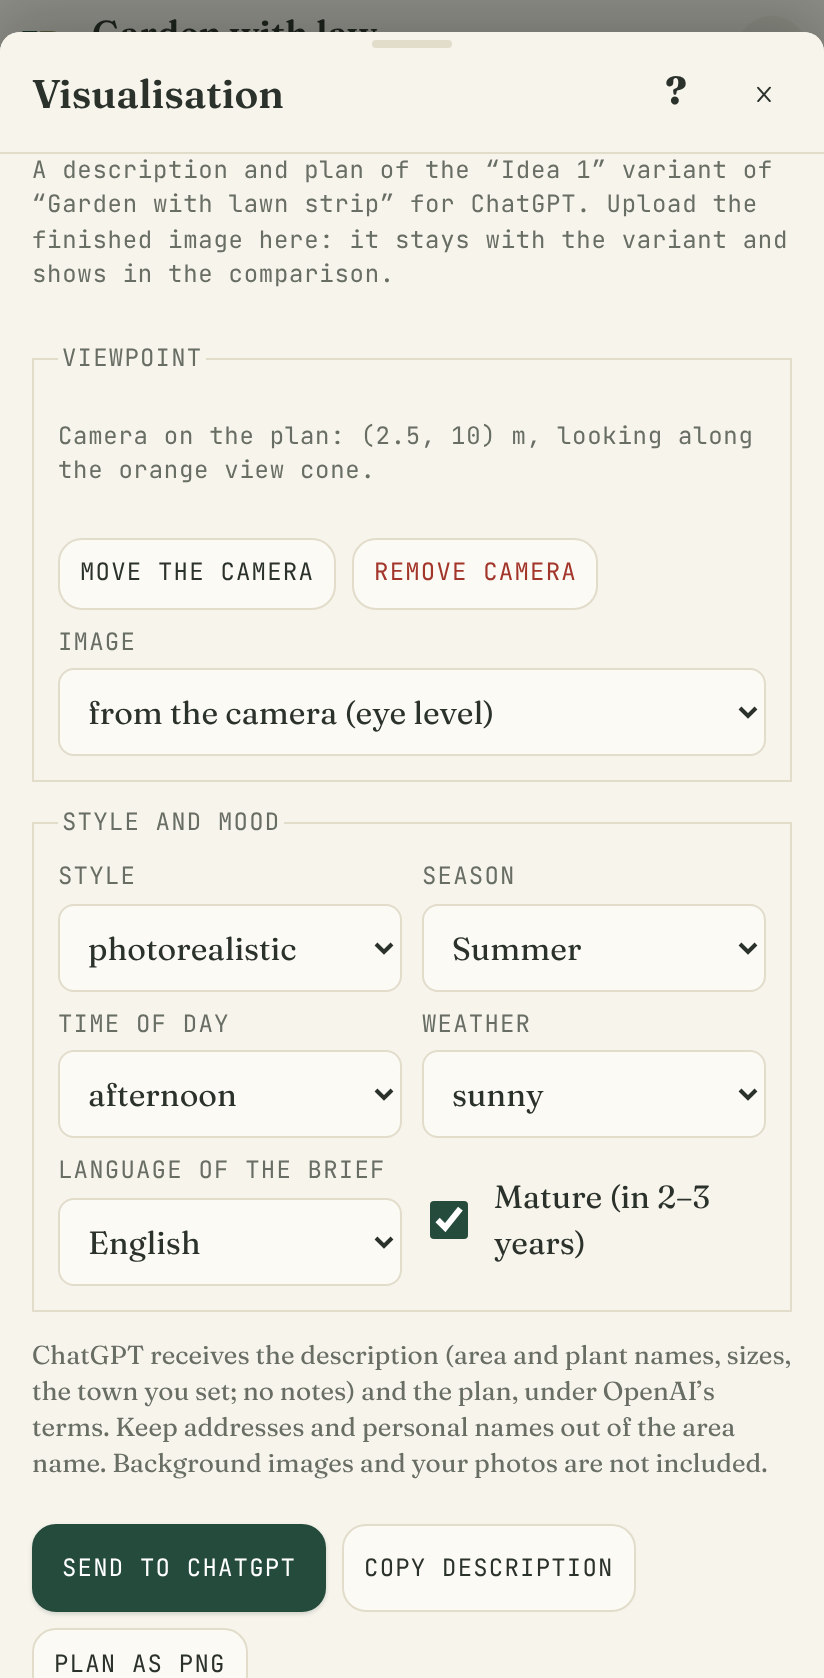 Garden with law
Visualisation
?
x
A description and plan of the “Idea 1” variant of
“Garden with lawn strip” for ChatGPT. Upload the
finished image here: it stays with the variant and
shows in the comparison.
VIEWPOINT
Camera on the plan: (2.5, 10) m, looking along
the orange view cone.
MOVE THE CAMERA
REMOVE CAMERA
IMAGE
from the camera (eye level)
STYLE AND MOOD
STYLE
SEASON
photorealistic
Summer
TIME OF DAY
WEATHER
afternoon
sunny
LANGUAGE OF THE BRIEF
English
Mature (in 2–3
years)
ChatGPT receives the description (area and plant names, sizes,
the town you set; no notes) and the plan, under OpenAI’s
terms. Keep addresses and personal names out of the area
name. Background images and your photos are not included.
SEND TO CHATGPT
COPY DESCRIPTION
PLAN AS PNG